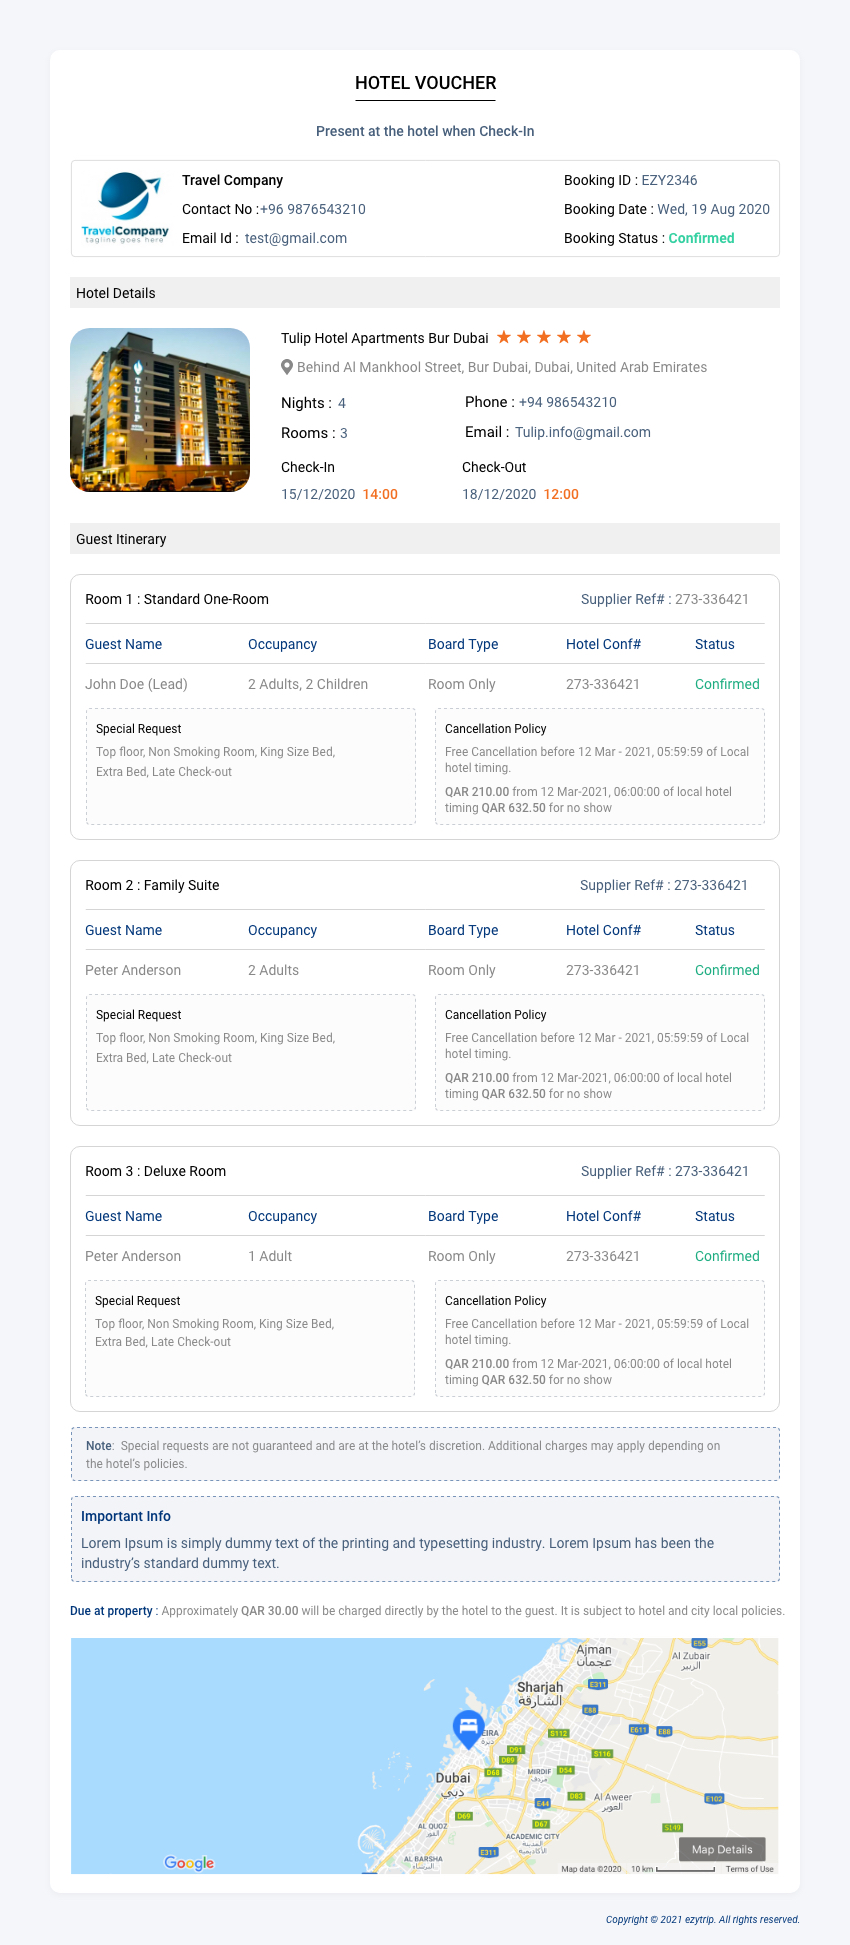 HOTEL VOUCHER
Present at the hotel when Check-In
TravelCompany
tagline goes here
Travel Company
Contact No :+96 9876543210
Email Id : test@gmail.com
Booking ID : EZY2346
Booking Date : Wed, 19 Aug 2020
Booking Status : Confirmed
Hotel Details
TULIP
Tulip Hotel Apartments Bur Dubai
Behind Al Mankhool Street, Bur Dubai, Dubai, United Arab Emirates
Nights : 4
Phone : +94 986543210
Rooms : 3
Email : Tulip.info@gmail.com
Check-In
Check-Out
15/12/2020 14:00
18/12/2020 12:00
Guest Itinerary
Room 1 : Standard One-Room
Supplier Ref# : 273-336421
Guest Name Occupancy Board Type Hotel Conf# Status
John Doe (Lead) 2 Adults, 2 Children Room Only 273-336421 Confirmed
Special Request
Top floor, Non Smoking Room, King Size Bed,
Extra Bed, Late Check-out
Cancellation Policy
Free Cancellation before 12 Mar - 2021, 05:59:59 of Local
hotel timing.
QAR 210.00 from 12 Mar-2021, 06:00:00 of local hotel
timing QAR 632.50 for no show
Room 2 : Family Suite
Supplier Ref# : 273-336421
Guest Name Occupancy Board Type Hotel Conf# Status
Peter Anderson 2 Adults Room Only 273-336421 Confirmed
Special Request
Top floor, Non Smoking Room, King Size Bed,
Extra Bed, Late Check-out
Cancellation Policy
Free Cancellation before 12 Mar - 2021, 05:59:59 of Local
hotel timing.
QAR 210.00 from 12 Mar-2021, 06:00:00 of local hotel
timing QAR 632.50 for no show
Room 3 : Deluxe Room
Supplier Ref# : 273-336421
Guest Name Occupancy Board Type Hotel Conf# Status
Peter Anderson 1 Adult Room Only 273-336421 Confirmed
Special Request
Top floor, Non Smoking Room, King Size Bed,
Extra Bed, Late Check-out
Cancellation Policy
Free Cancellation before 12 Mar - 2021, 05:59:59 of Local
hotel timing.
QAR 210.00 from 12 Mar-2021, 06:00:00 of local hotel
timing QAR 632.50 for no show
Note: Special requests are not guaranteed and are at the hotel’s discretion. Additional charges may apply depending on
the hotel’s policies.
Important Info
Lorem Ipsum is simply dummy text of the printing and typesetting industry. Lorem Ipsum has been the
industry’s standard dummy text.
Due at property : Approximately QAR 30.00 will be charged directly by the hotel to the guest. It is subject to hotel and city local policies.
E55
Ajman
عجمان
Al Zubair
الزبير
Sharjah
الشارقة
E311
E88
EIRA
ديرة
S112
E611
E88
D91
D89
S116
D68
MIRDIF
مردف
D54
Dubai
دبي
D83
Al Aweer
العوير
E102
E44
D69
D67
S149
AL QUOZ
القوز
ACADEMIC CITY
المدينة
الأكاديمية
AL BARSHA
البرشاء
E311
Map Details
Google
Map data ©2020 10 km Terms of Use
Copyright © 2021 ezytrip. All rights reserved.